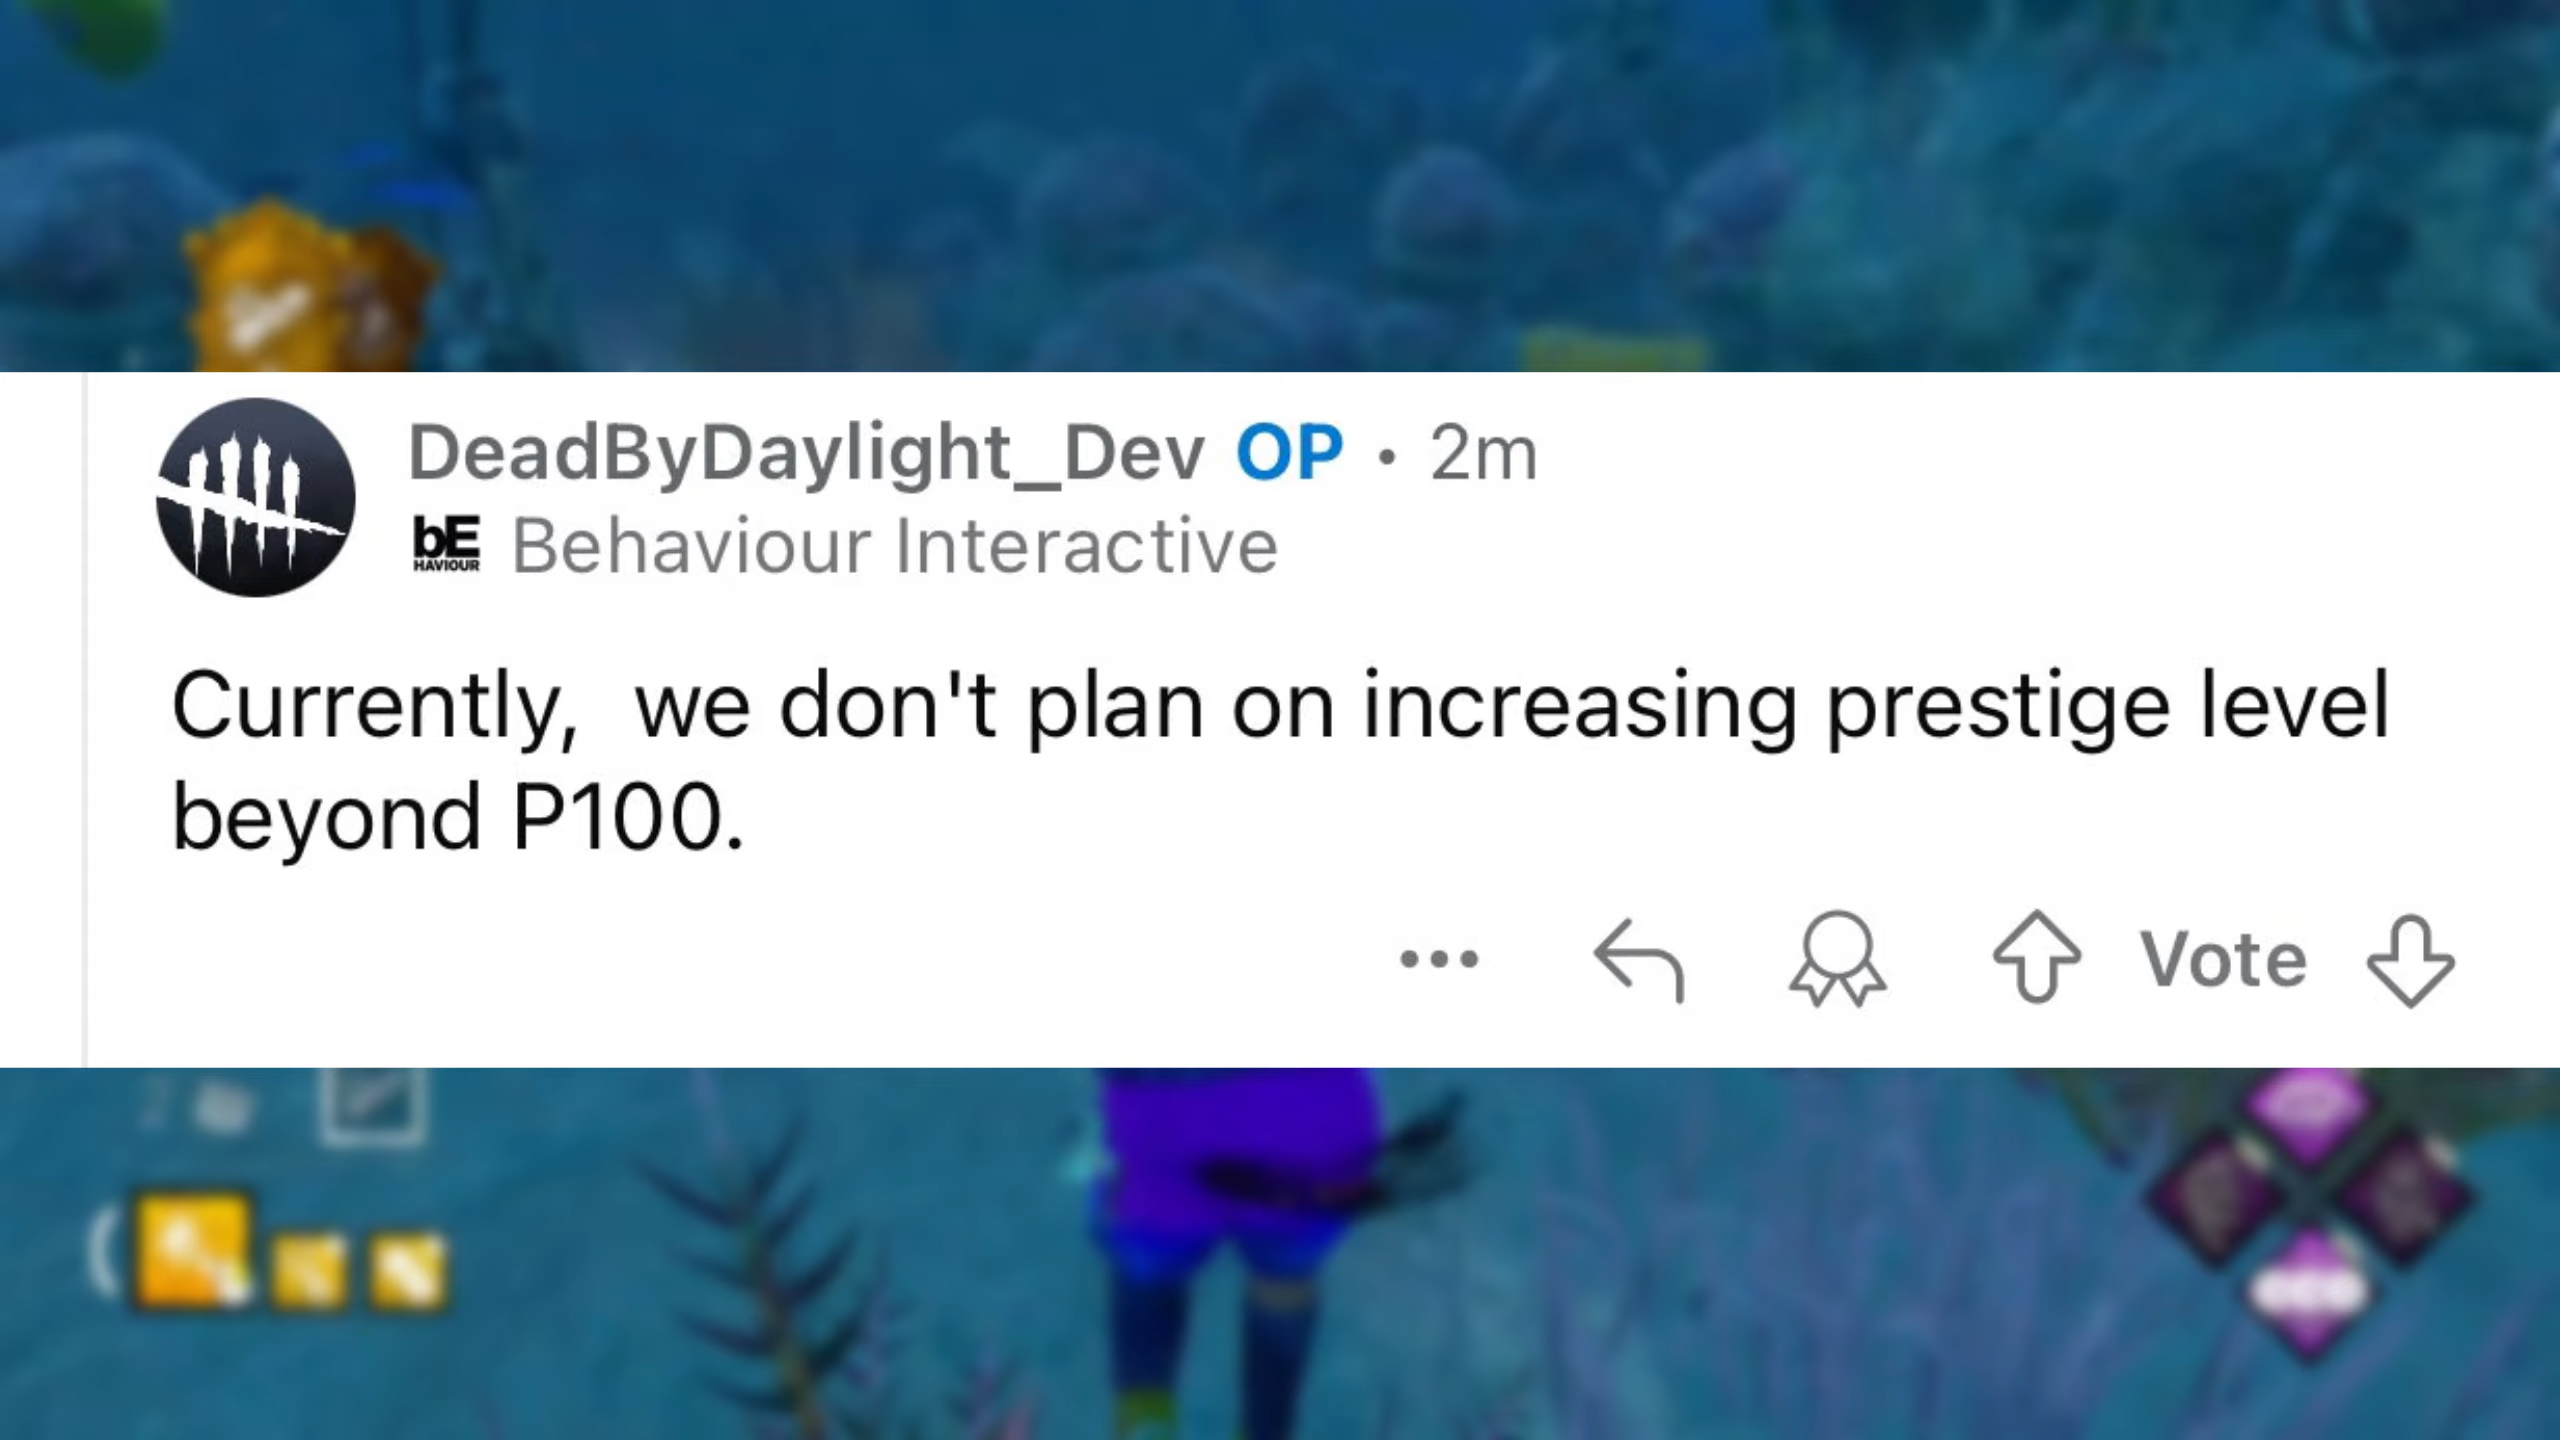 DeadByDaylight_Dev OP • 2m
bE HAVIOUR Behaviour Interactive
Currently,  we don't plan on increasing prestige level
beyond P100.
Vote